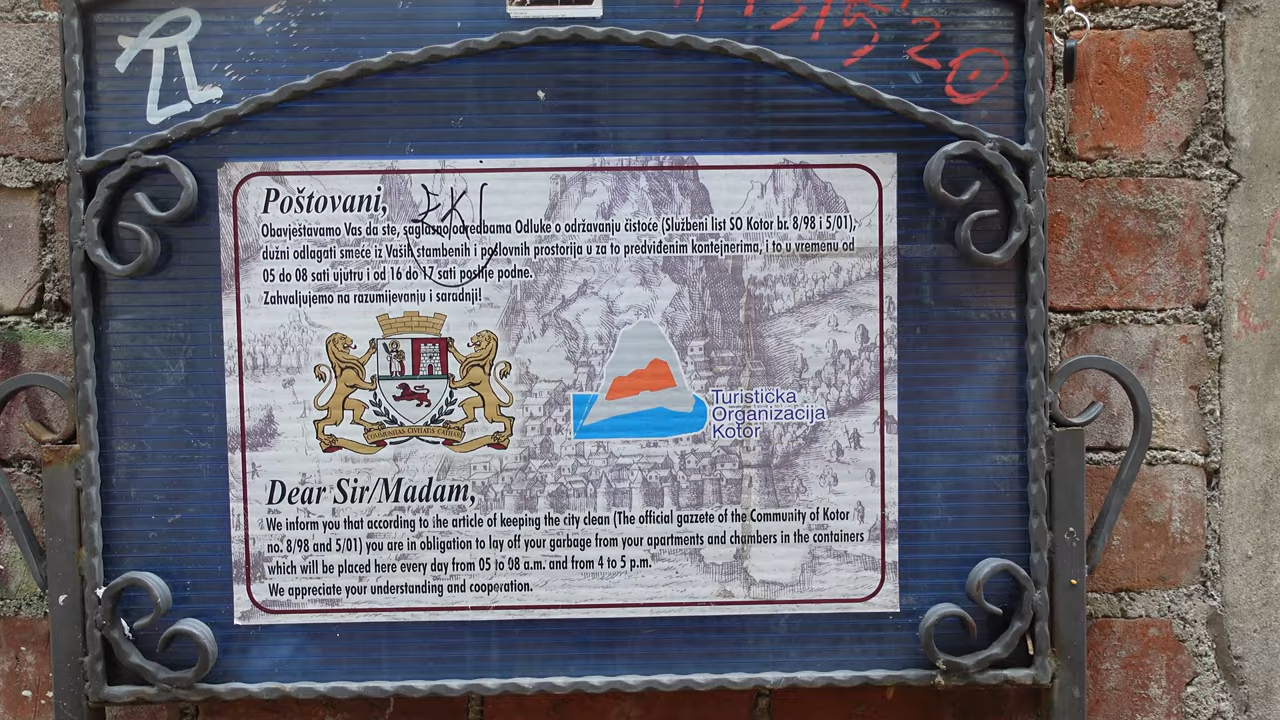 Poštovani,
Obavještavamo Vas da ste, saglasno odredbama Odluke o održavanju čistoće (Službeni list SO Kotor br. 8/98 i 5/01),
dužni odlagati smeće iz Vaših stambenih i poslovnih prostorija u za to predviđenim kontejnerima, i to u vremenu od
05 do 08 sati ujutru i od 16 do 17 sati poslije podne.
Zahvaljujemo na razumijevanju i saradnji!
COMMUNITAS CIVITATIS CATHARI
Turistička
Organizacija
Kotor
Dear Sir/Madam,
We inform you that according to the article of keeping the city clean (The official gazzete of the Community of Kotor
no. 8/98 and 5/01) you are in obligation to lay off your garbage from your apartments and chambers in the containers
which will be placed here every day from 05 to 08 a.m. and from 4 to 5 p.m.
We appreciate your understanding and cooperation.